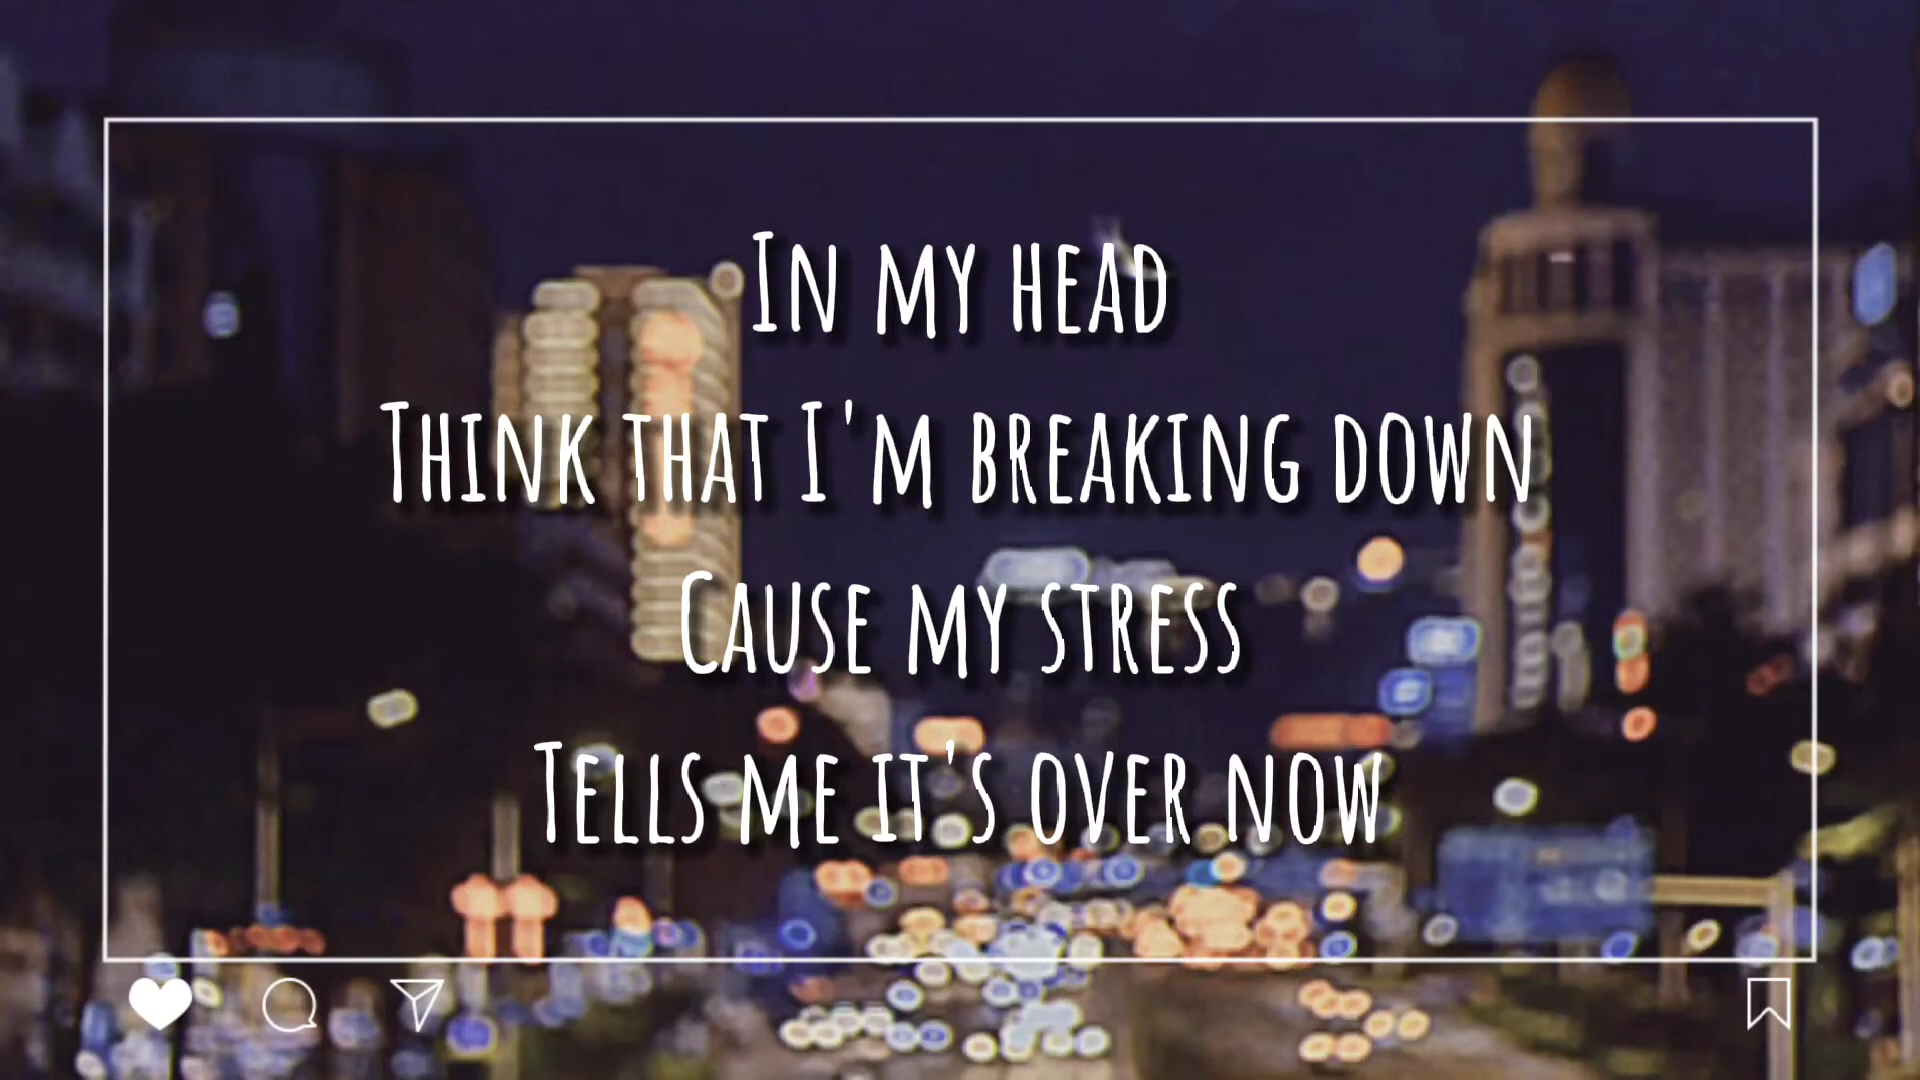 In my head
Think that I'm breaking down
Cause my stress
Tells me it's over now